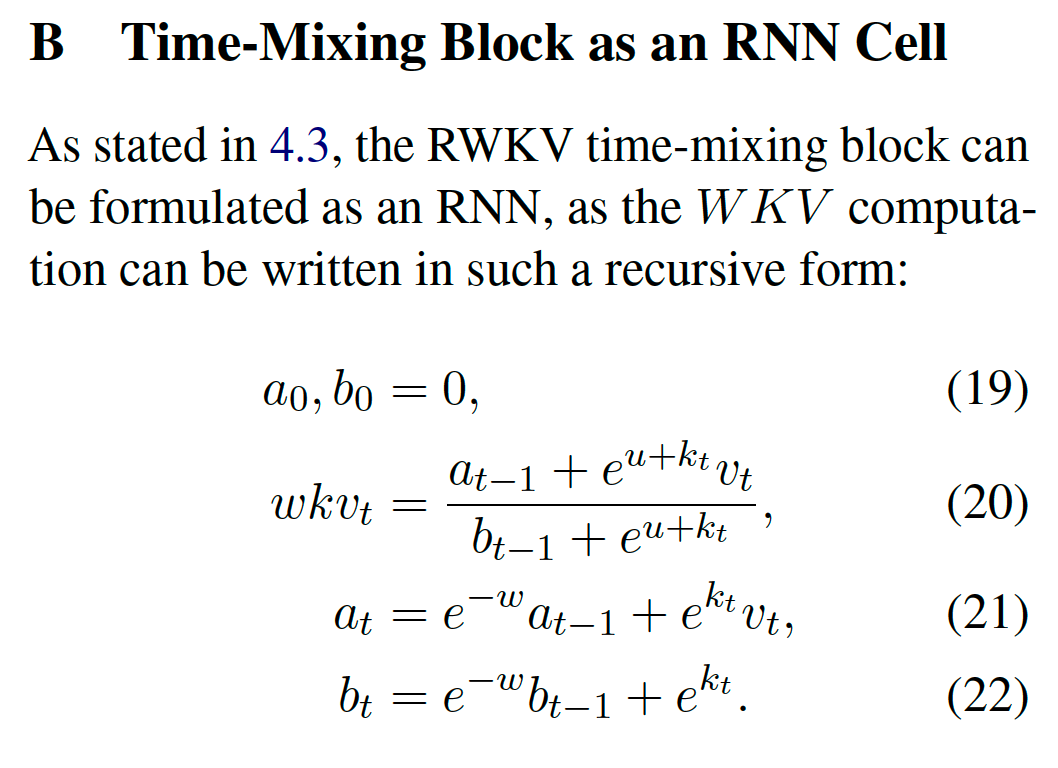 B Time-Mixing Block as an RNN Cell
As stated in 4.3, the RWKV time-mixing block can
be formulated as an RNN, as the WKV computa-
tion can be written in such a recursive form:
a_0, b_0 = 0, (19)
wkv_t = \frac{a_{t-1} + e^{u+k_t} v_t}{b_{t-1} + e^{u+k_t}}, (20)
a_t = e^{-w} a_{t-1} + e^{k_t} v_t, (21)
b_t = e^{-w} b_{t-1} + e^{k_t}. (22)